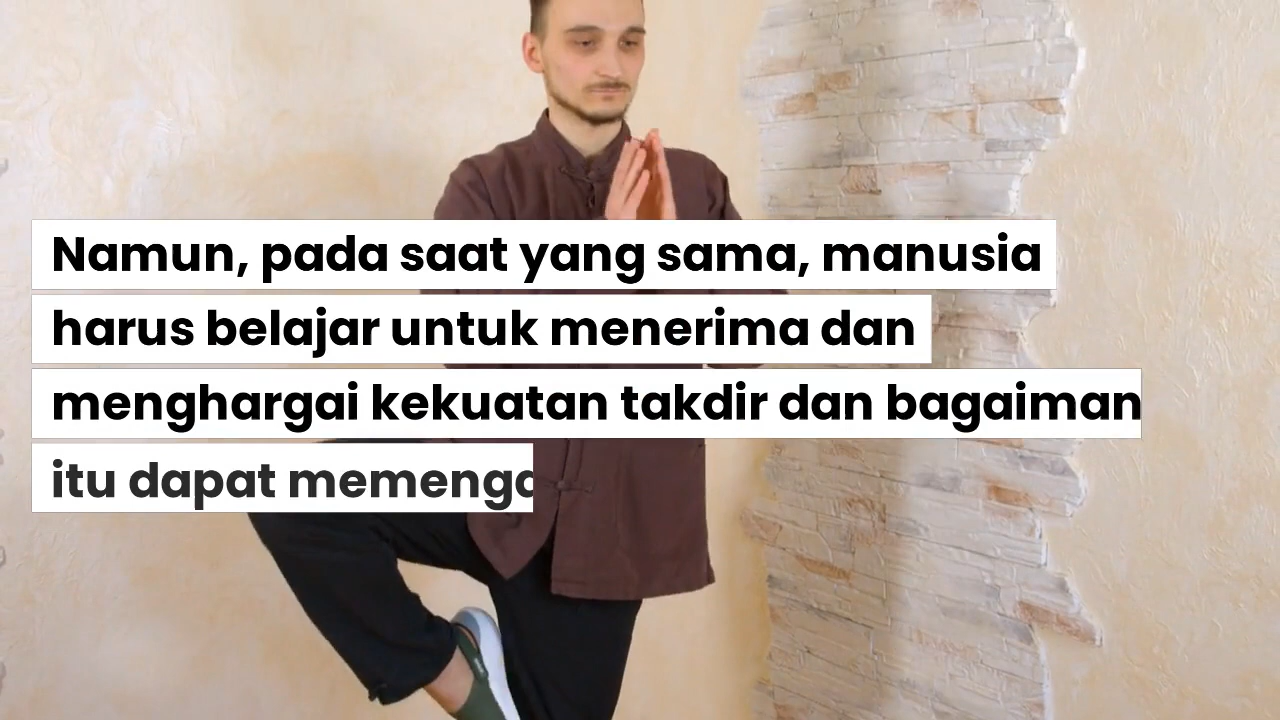 Namun, pada saat yang sama, manusia
harus belajar untuk menerima dan
menghargai kekuatan takdir dan bagaiman
itu dapat memeng